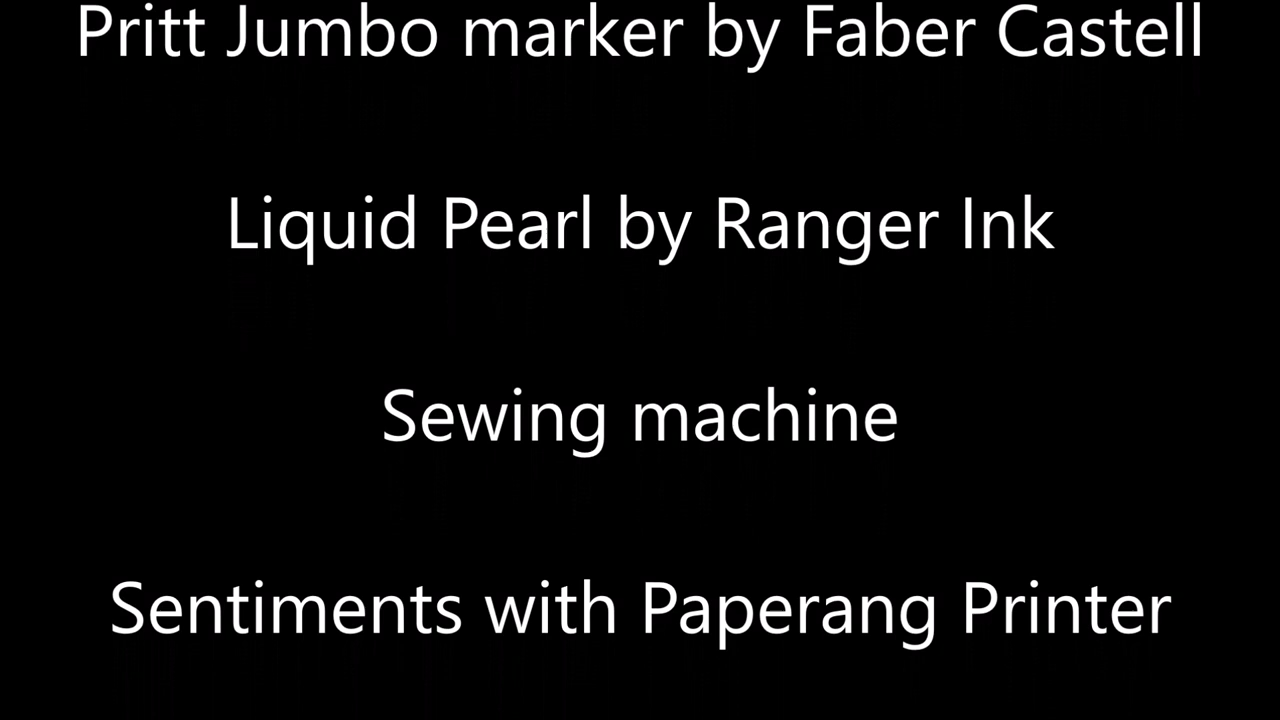 Pritt Jumbo marker by Faber Castell
Liquid Pearl by Ranger Ink
Sewing machine
Sentiments with Paperang Printer